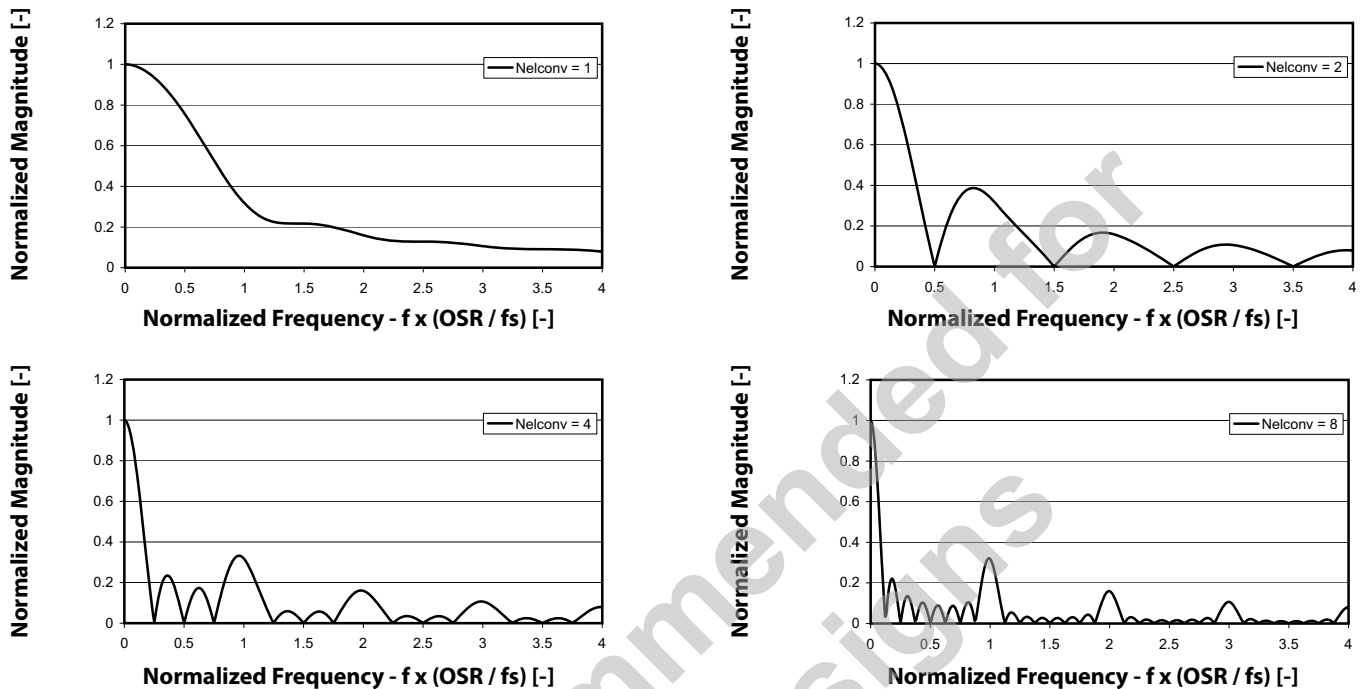 Normalized Magnitude [-]
1.2
1
0.8
0.6
0.4
0.2
0
Nelconv = 1
0 0.5 1 1.5 2 2.5 3 3.5 4
Normalized Frequency - f x (OSR / fs) [-]
Normalized Magnitude [-]
1.2
1
0.8
0.6
0.4
0.2
0
Nelconv = 2
0 0.5 1 1.5 2 2.5 3 3.5 4
Normalized Frequency - f x (OSR / fs) [-]
Normalized Magnitude [-]
1.2
1
0.8
0.6
0.4
0.2
0
Nelconv = 4
0 0.5 1 1.5 2 2.5 3 3.5 4
Normalized Frequency - f x (OSR / fs) [-]
Normalized Magnitude [-]
1.2
1
0.8
0.6
0.4
0.2
0
Nelconv = 8
0 0.5 1 1.5 2 2.5 3 3.5 4
Normalized Frequency - f x (OSR / fs) [-]
mmended for
signs